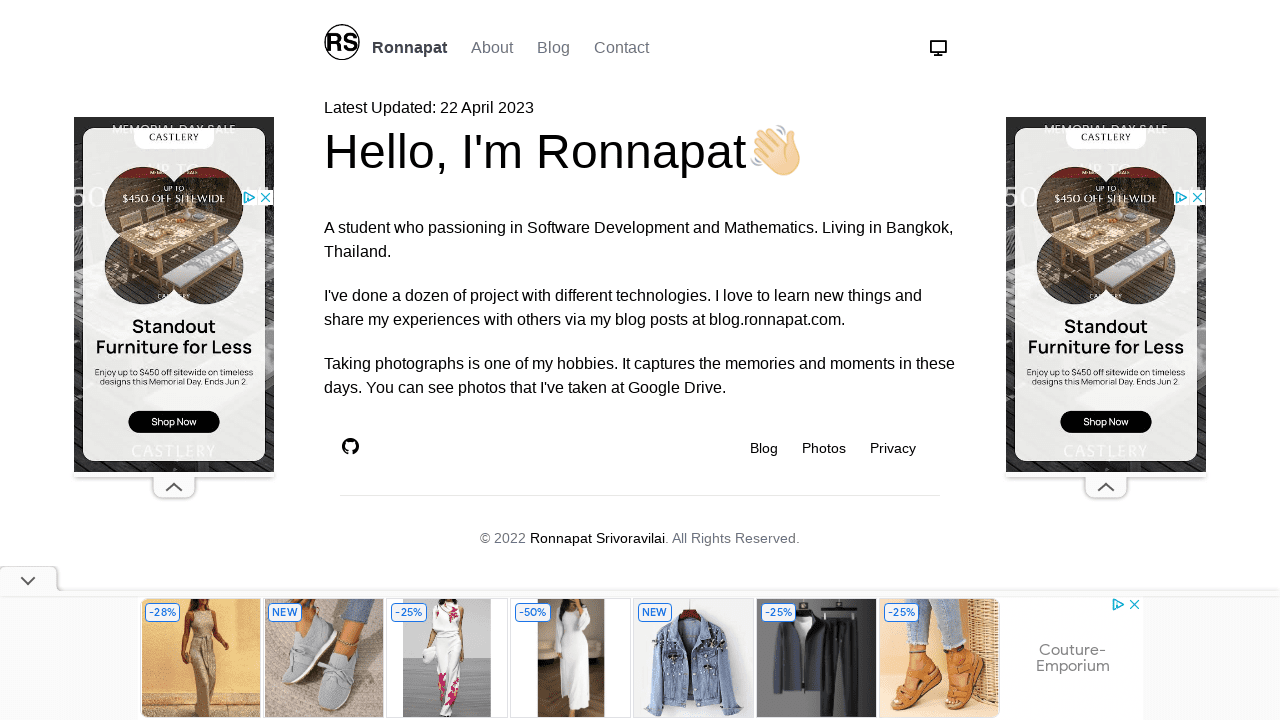 RS
Ronnapat About Blog Contact
Latest Updated: 22 April 2023
Hello, I'm Ronnapat
A student who passioning in Software Development and Mathematics. Living in Bangkok,
Thailand.
I've done a dozen of project with different technologies. I love to learn new things and
share my experiences with others via my blog posts at blog.ronnapat.com.
Taking photographs is one of my hobbies. It captures the memories and moments in these
days. You can see photos that I've taken at Google Drive.
Blog Photos Privacy
© 2022 Ronnapat Srivoravilai. All Rights Reserved.
MEMORIAL DAY SALE
CASTLERY
UP TO
UP TO
$450 OFF SITEWIDE
CASTLERY
Standout
Furniture for Less
Enjoy up to $450 off sitewide on timeless
designs this Memorial Day. Ends Jun 2.
Shop Now
CASTLERY
MEMORIAL DAY SALE
CASTLERY
UP TO
UP TO
$450 OFF SITEWIDE
CASTLERY
Standout
Furniture for Less
Enjoy up to $450 off sitewide on timeless
designs this Memorial Day. Ends Jun 2.
Shop Now
CASTLERY
-28% NEW -25% -50% NEW -25% -25%
Couture-
Emporium